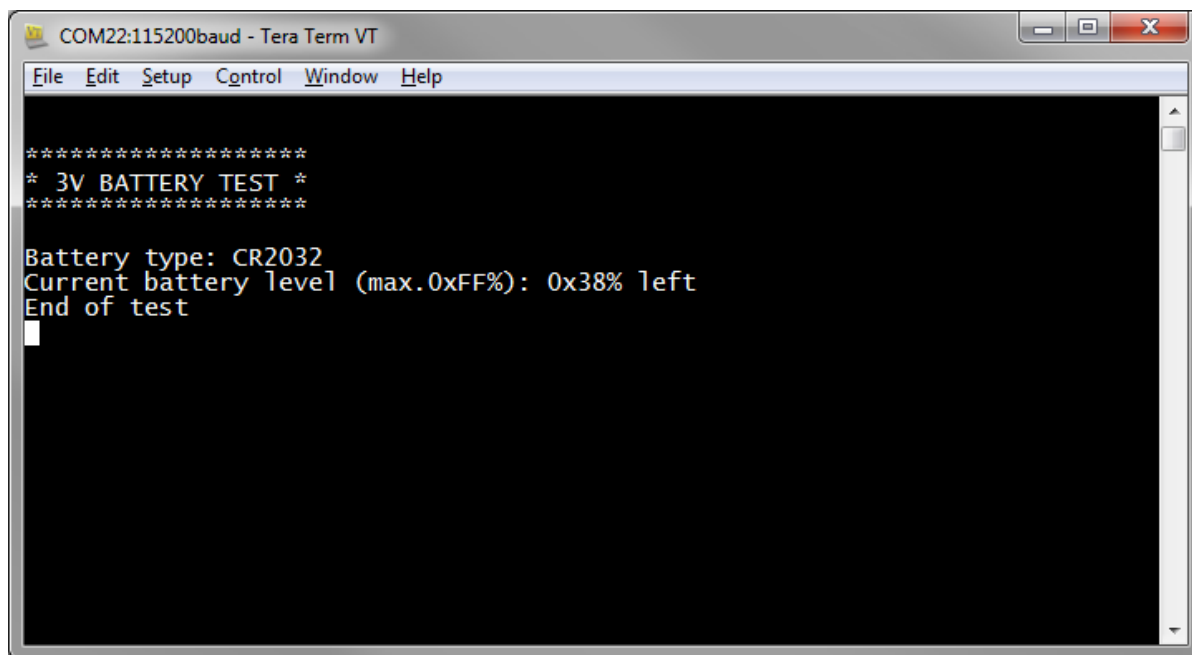 COM22:115200baud - Tera Term VT
File Edit Setup Control Window Help
*******************
* 3V BATTERY TEST *
*******************
Battery type: CR2032
Current battery level (max.0xFF%): 0x38% left
End of test